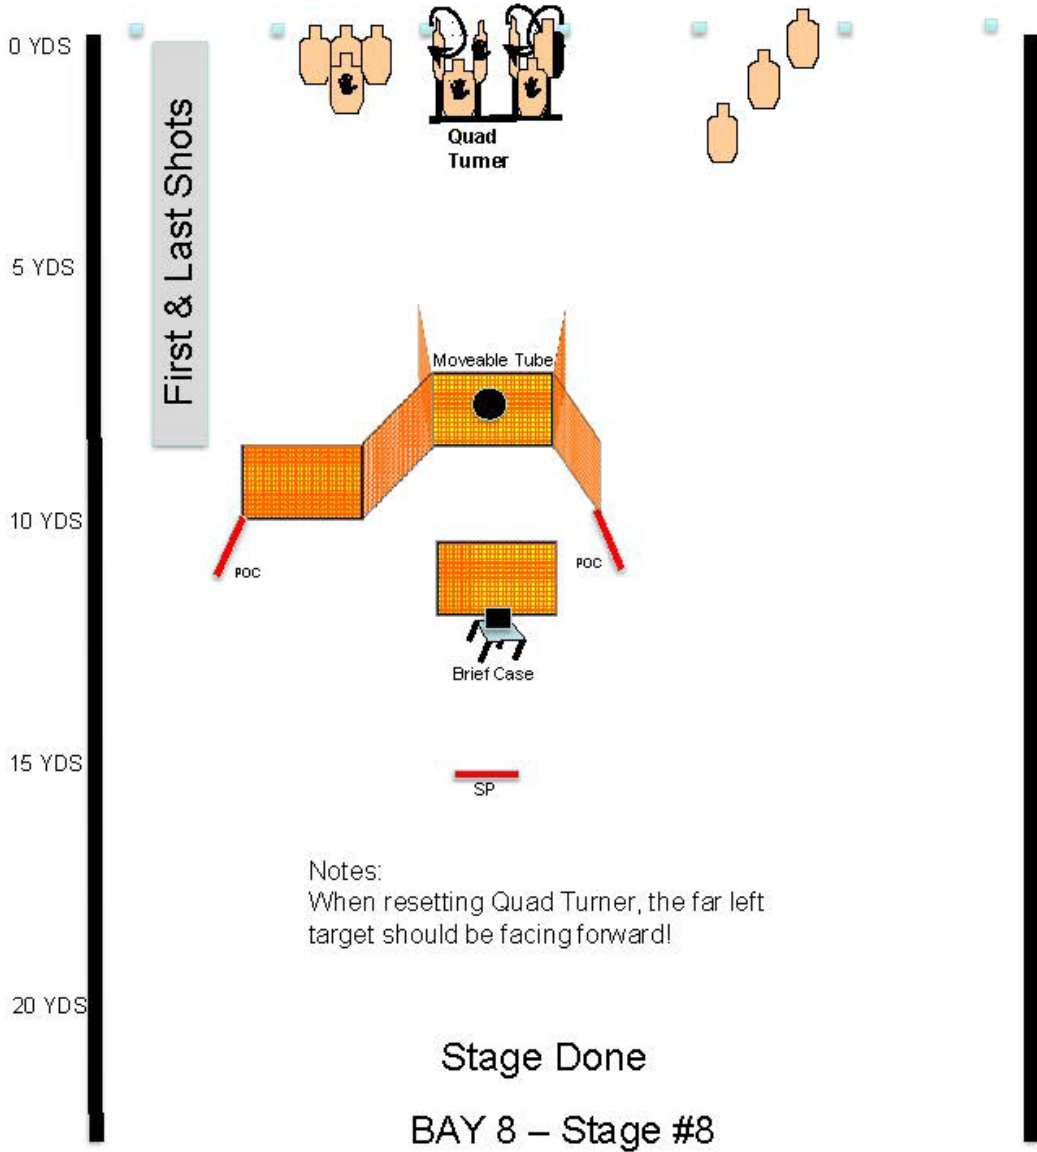 0 YDS
First & Last Shots
Quad
Turner
5 YDS
Moveable Tube
10 YDS
POC
POC
Brief Case
15 YDS
SP
Notes:
When resetting Quad Turner, the far left
target should be facing forward!
20 YDS
Stage Done
BAY 8 – Stage #8